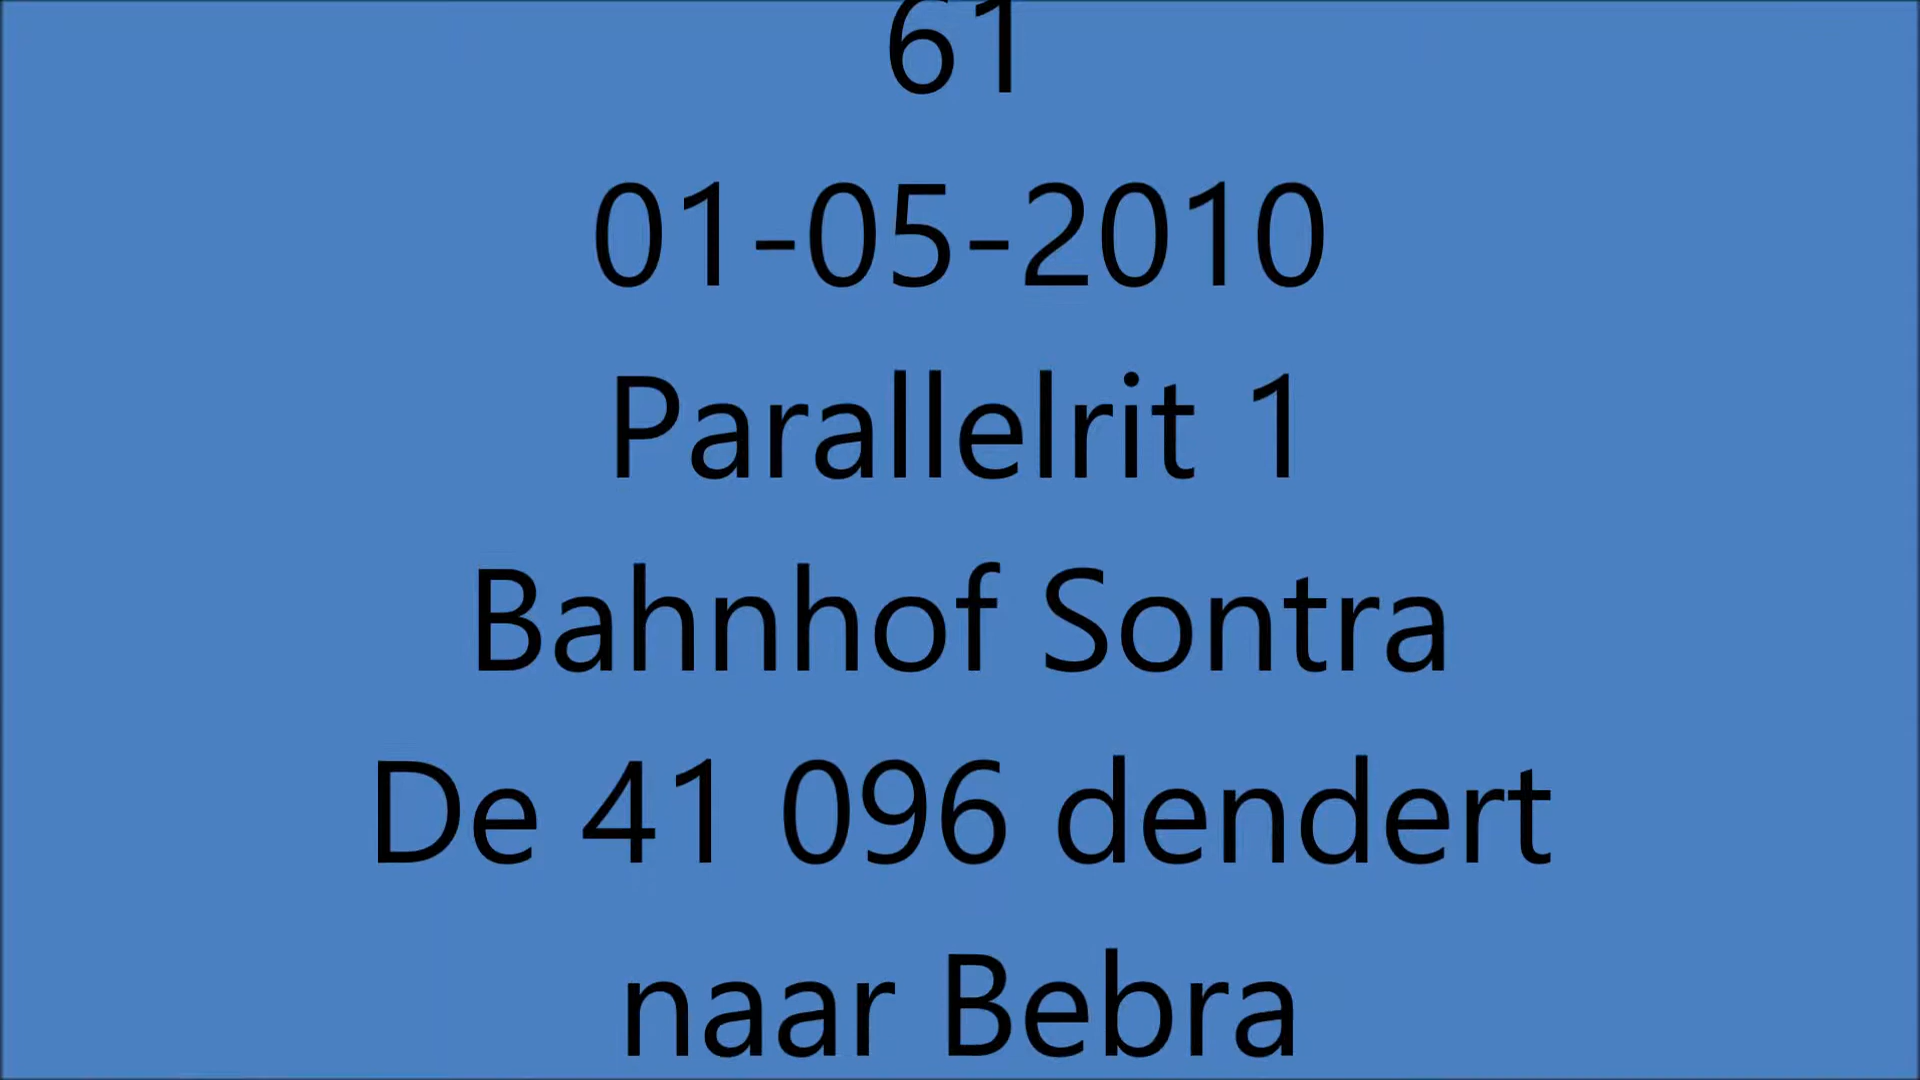 61
01-05-2010
Parallelrit 1
Bahnhof Sontra
De 41 096 dendert
naar Bebra